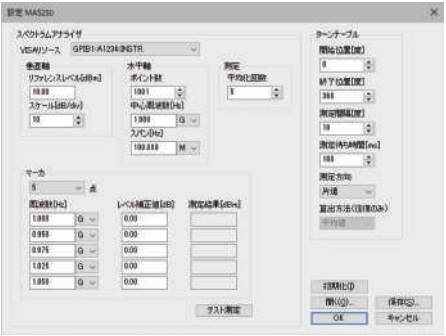 設定 MAS250
スペクトラムアナライザ
VISAリソース GPIB1:A1234:INSTR
垂直軸 水平軸 測定
リファレンスレベル[dBm] ポイント数 平均化回数
10.00 1001 5
スケール[dB/div] 中心周波数[Hz]
10 1.000 G
スパン[Hz]
100.000 M
マーカ
5 点
周波数[Hz] レベル補正値[dB] 測定結果[dBm]
1.000 G 0.00
0.950 G 0.00
0.975 G 0.00
1.025 G 0.00
1.050 G 0.00
テスト測定
ターンテーブル
開始位置[度]
0
終了位置[度]
360
測定間隔[度]
10
測定待ち時間[ms]
100
測定方向
片道
算出方法(往復のみ)
平均値
初期化(I)
開く(O)... 保存(S)...
OK キャンセル